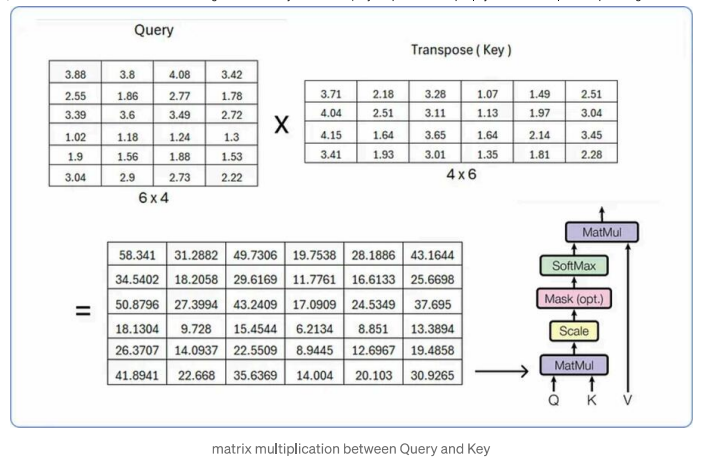 Query
3.88 3.8 4.08 3.42
2.55 1.86 2.77 1.78
3.39 3.6 3.49 2.72
1.02 1.18 1.24 1.3
1.9 1.56 1.88 1.53
3.04 2.9 2.73 2.22
6 x 4
X
Transpose ( Key )
3.71 2.18 3.28 1.07 1.49 2.51
4.04 2.51 3.11 1.13 1.97 3.04
4.15 1.64 3.65 1.64 2.14 3.45
3.41 1.93 3.01 1.35 1.81 2.28
4 x 6
=
58.341 31.2882 49.7306 19.7538 28.1886 43.1644
34.5402 18.2058 29.6169 11.7761 16.6133 25.6698
50.8796 27.3994 43.2409 17.0909 24.5349 37.695
18.1304 9.728 15.4544 6.2134 8.851 13.3894
26.3707 14.0937 22.5509 8.9445 12.6967 19.4858
41.8941 22.668 35.6369 14.004 20.103 30.9265
MatMul
SoftMax
Mask (opt.)
Scale
MatMul
Q K V
matrix multiplication between Query and Key